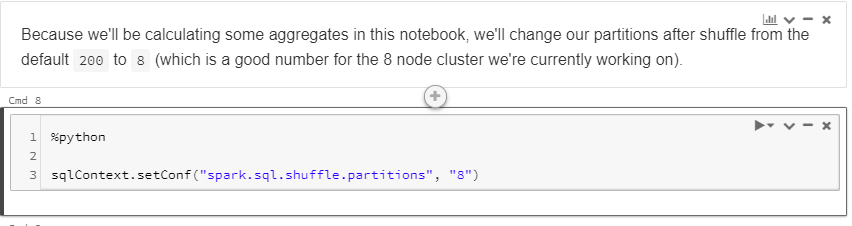 Because we'll be calculating some aggregates in this notebook, we'll change our partitions after shuffle from the
default 200 to 8 (which is a good number for the 8 node cluster we're currently working on).
Cmd 8
1 %python
2
3 sqlContext.setConf("spark.sql.shuffle.partitions", "8")